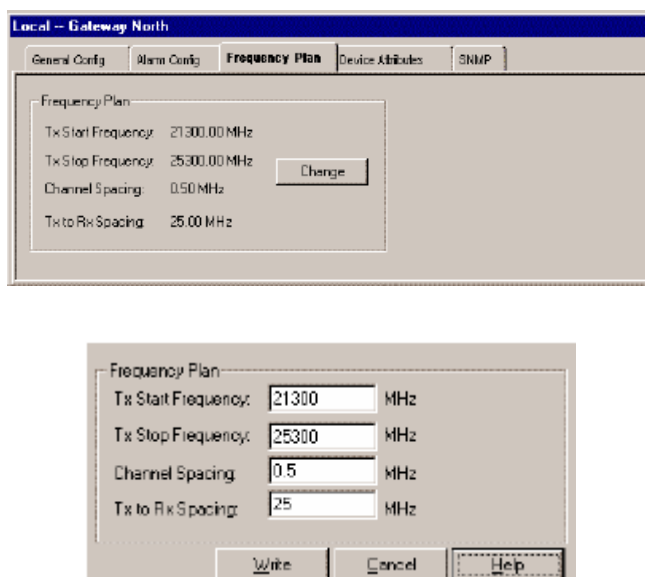 Local -- Gateway North
General Config Alarm Config Frequency Plan Device Attributes SNMP
Frequency Plan
Tx Start Frequency: 21300.00 MHz
Tx Stop Frequency: 25300.00 MHz
Change
Channel Spacing: 0.50 MHz
Tx to Rx Spacing: 25.00 MHz
Frequency Plan
Tx Start Frequency: 21300 MHz
Tx Stop Frequency: 25300 MHz
Channel Spacing: 0.5 MHz
Tx to Rx Spacing: 25 MHz
Write Cancel Help